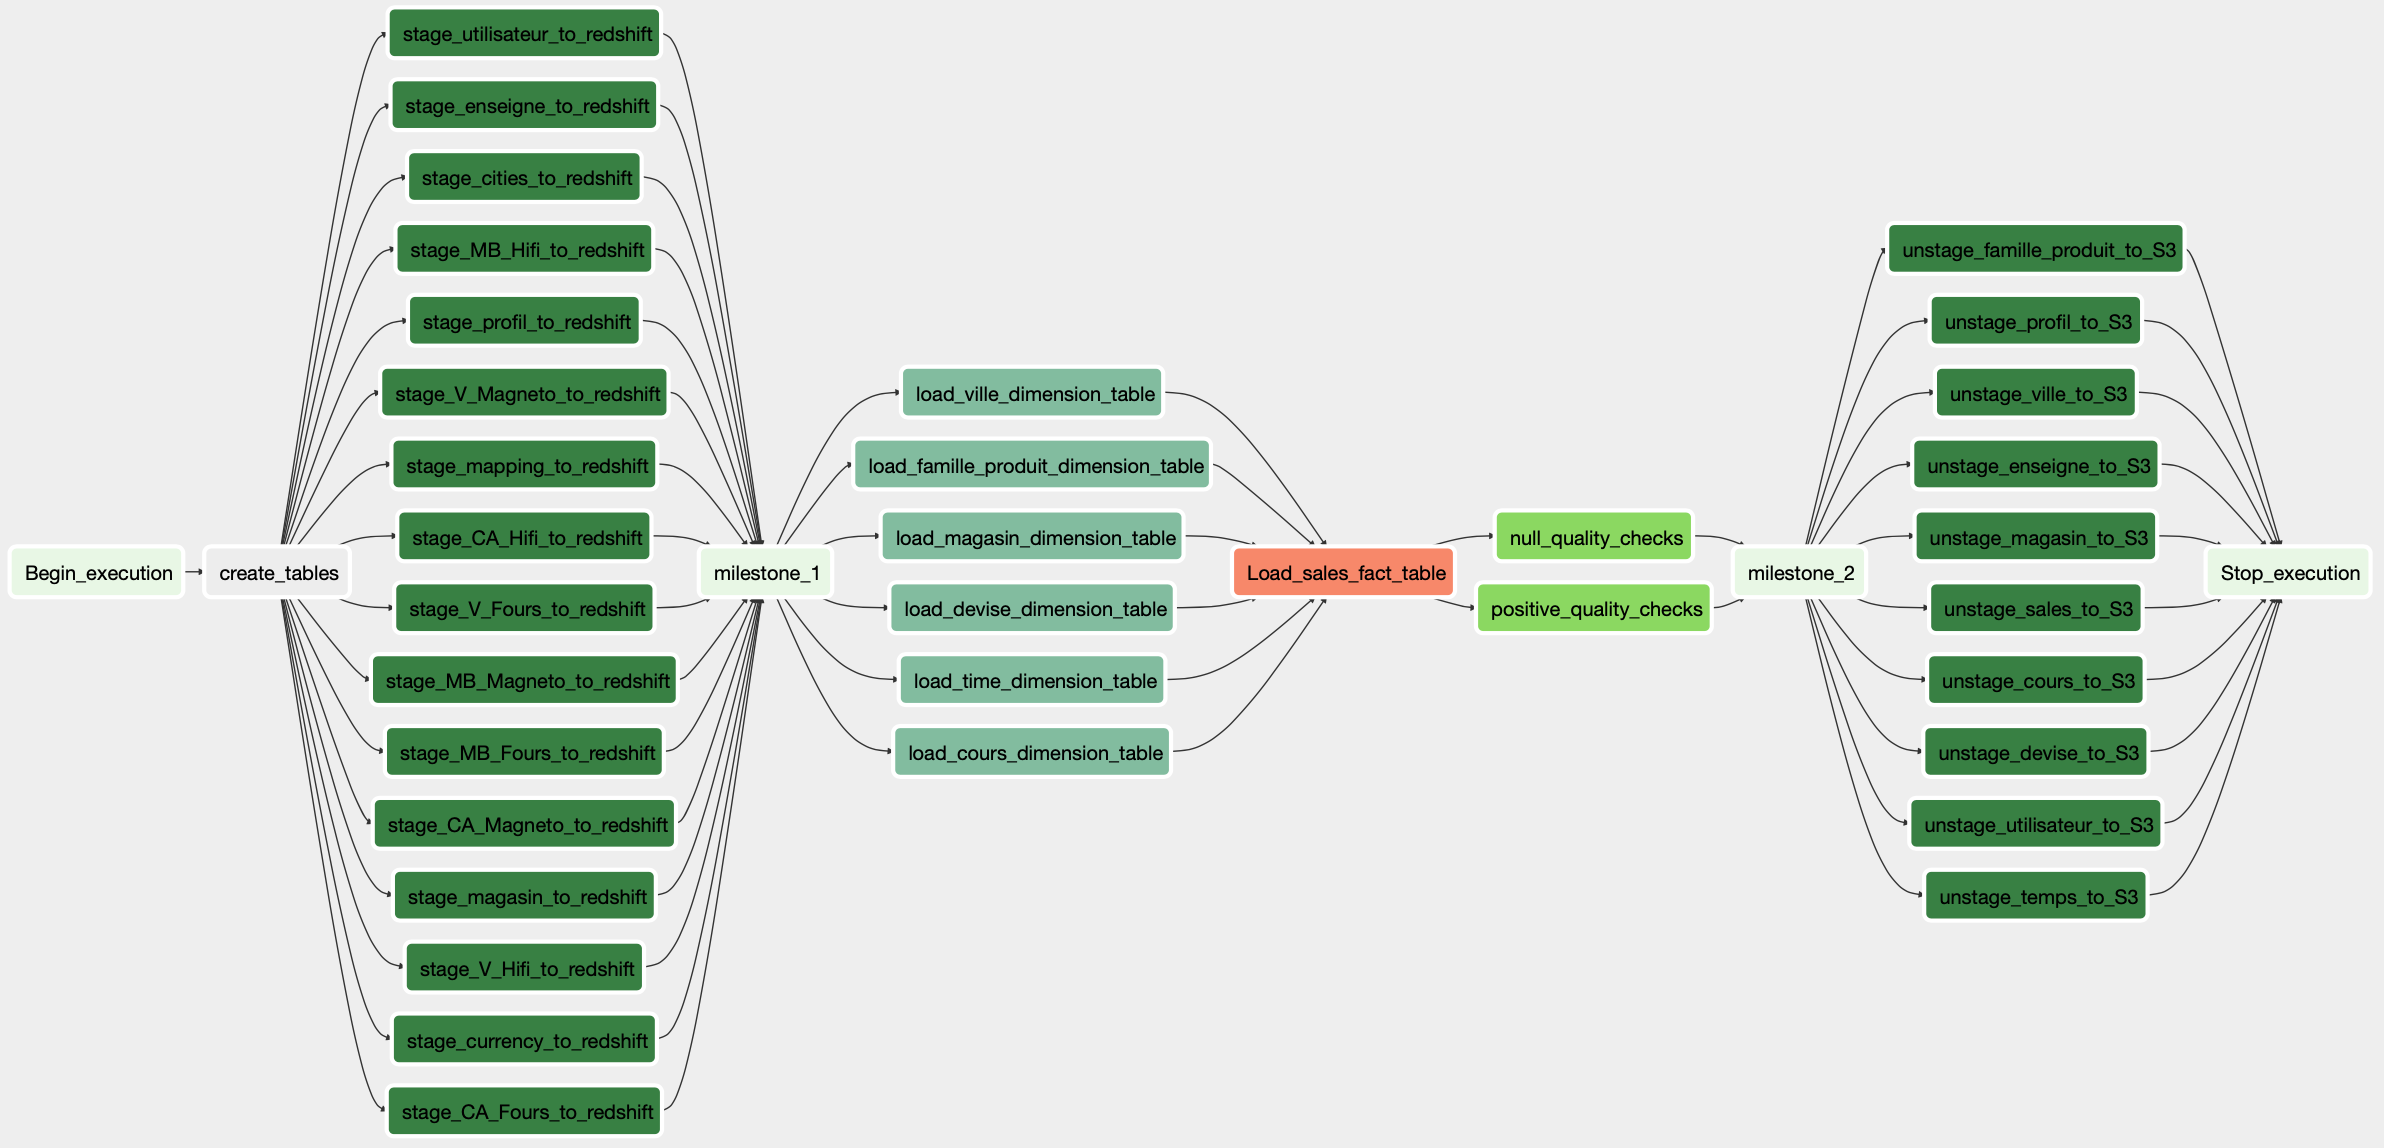 Begin_execution
create_tables
stage_utilisateur_to_redshift
stage_enseigne_to_redshift
stage_cities_to_redshift
stage_MB_Hifi_to_redshift
stage_profil_to_redshift
stage_V_Magneto_to_redshift
stage_mapping_to_redshift
stage_CA_Hifi_to_redshift
stage_V_Fours_to_redshift
stage_MB_Magneto_to_redshift
stage_MB_Fours_to_redshift
stage_CA_Magneto_to_redshift
stage_magasin_to_redshift
stage_V_Hifi_to_redshift
stage_currency_to_redshift
stage_CA_Fours_to_redshift
milestone_1
load_ville_dimension_table
load_famille_produit_dimension_table
load_magasin_dimension_table
load_devise_dimension_table
load_time_dimension_table
load_cours_dimension_table
Load_sales_fact_table
null_quality_checks
positive_quality_checks
milestone_2
unstage_famille_produit_to_S3
unstage_profil_to_S3
unstage_ville_to_S3
unstage_enseigne_to_S3
unstage_magasin_to_S3
unstage_sales_to_S3
unstage_cours_to_S3
unstage_devise_to_S3
unstage_utilisateur_to_S3
unstage_temps_to_S3
Stop_execution